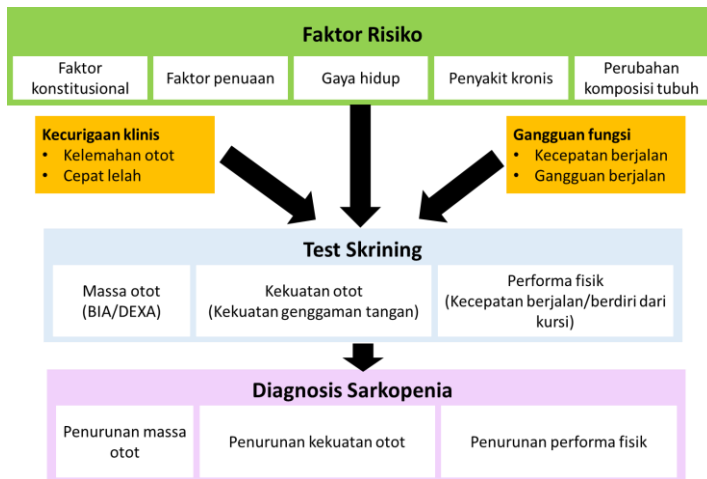 Faktor Risiko
Faktor
konstitusional
Faktor penuaan
Gaya hidup
Penyakit kronis
Perubahan
komposisi tubuh
Kecurigaan klinis
• Kelemahan otot
• Cepat lelah
Gangguan fungsi
• Kecepatan berjalan
• Gangguan berjalan
Test Skrining
Massa otot
(BIA/DEXA)
Kekuatan otot
(Kekuatan genggaman tangan)
Performa fisik
(Kecepatan berjalan/berdiri dari
kursi)
Diagnosis Sarkopenia
Penurunan massa
otot
Penurunan kekuatan otot
Penurunan performa fisik